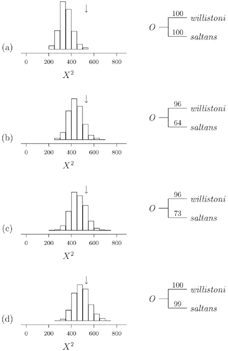 100
willistoni
O
100
saltans
(a)
0 200 400 600 800
X²
96
willistoni
O
64
saltans
(b)
0 200 400 600 800
X²
96
willistoni
O
73
saltans
(c)
0 200 400 600 800
X²
100
willistoni
O
99
saltans
(d)
0 200 400 600 800
X²